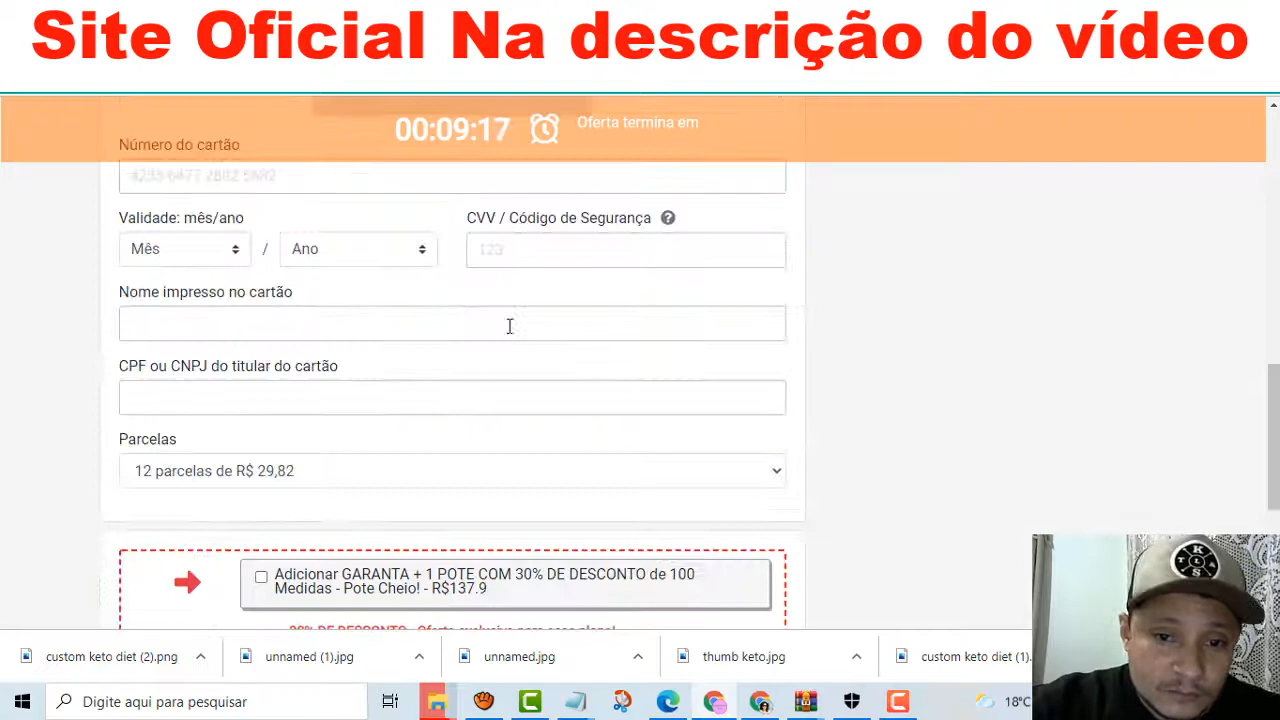 Site Oficial Na descrição do vídeo
00:09:17 Oferta termina em
Número do cartão
Validade: mês/ano
CVV / Código de Segurança ?
Mês / Ano
123
Nome impresso no cartão
CPF ou CNPJ do titular do cartão
Parcelas
12 parcelas de R$ 29,82
Adicionar GARANTA + 1 POTE COM 30% DE DESCONTO de 100
Medidas - Pote Cheio! - R$137.9
custom keto diet (2).png
unnamed (1).jpg
unnamed.jpg
thumb keto.jpg
custom keto diet (1).
Digite aqui para pesquisar
18°C